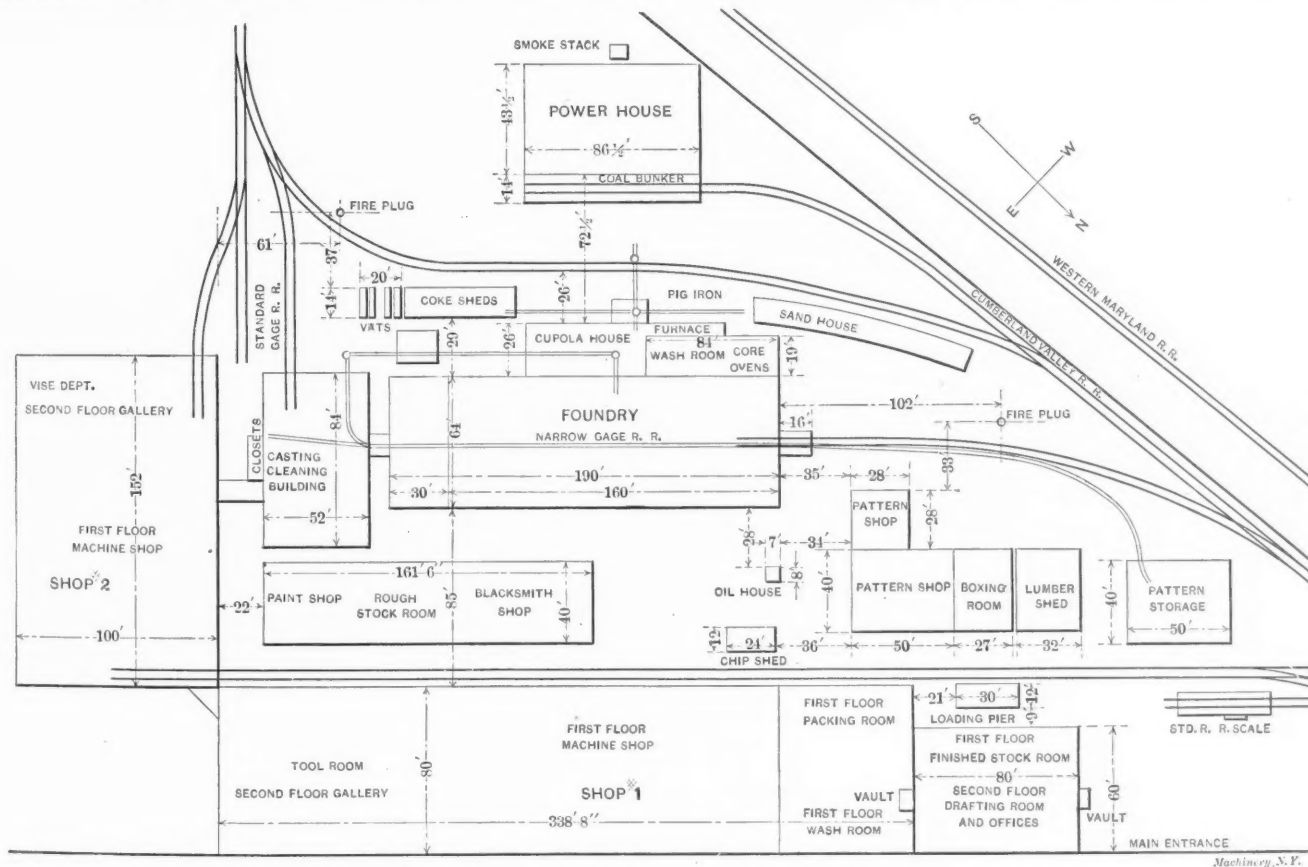 SMOKE STACK
POWER HOUSE
43½'
86½'
COAL BUNKER
14'
72½'
FIRE PLUG
61'
37'
20'
14'
VATS
COKE SHEDS
STANDARD
GAGE R. R.
26'
29'
26'
PIG IRON
CUPOLA HOUSE
FURNACE
84'
WASH ROOM
CORE
OVENS
19'
SAND HOUSE
CUMBERLAND VALLEY R. R.
WESTERN MARYLAND R. R.
S
W
E
N
VISE DEPT.
SECOND FLOOR GALLERY
152'
FIRST FLOOR
MACHINE SHOP
SHOP #2
100'
CLOSETS
84'
CASTING
CLEANING
BUILDING
52'
64'
FOUNDRY
NARROW GAGE R. R.
190'
30'
160'
102'
16'
FIRE PLUG
33'
35'
28'
PATTERN
SHOP
28'
28'
7'
34'
8'
OIL HOUSE
40'
PATTERN SHOP
BOXING
ROOM
LUMBER
SHED
40'
PATTERN
STORAGE
50'
161' 6"
PAINT SHOP
ROUGH
STOCK ROOM
BLACKSMITH
SHOP
40'
22'
85'
12'
24'
CHIP SHED
36'
50'
27'
32'
FIRST FLOOR
PACKING ROOM
21'
30'
12'
9'
LOADING PIER
STD. R. R. SCALE
FIRST FLOOR
MACHINE SHOP
TOOL ROOM
SECOND FLOOR GALLERY
80'
SHOP #1
338' 8"
VAULT
FIRST FLOOR
WASH ROOM
FIRST FLOOR
FINISHED STOCK ROOM
80'
SECOND FLOOR
DRAFTING ROOM
AND OFFICES
60'
VAULT
MAIN ENTRANCE
Machinery, N. Y.